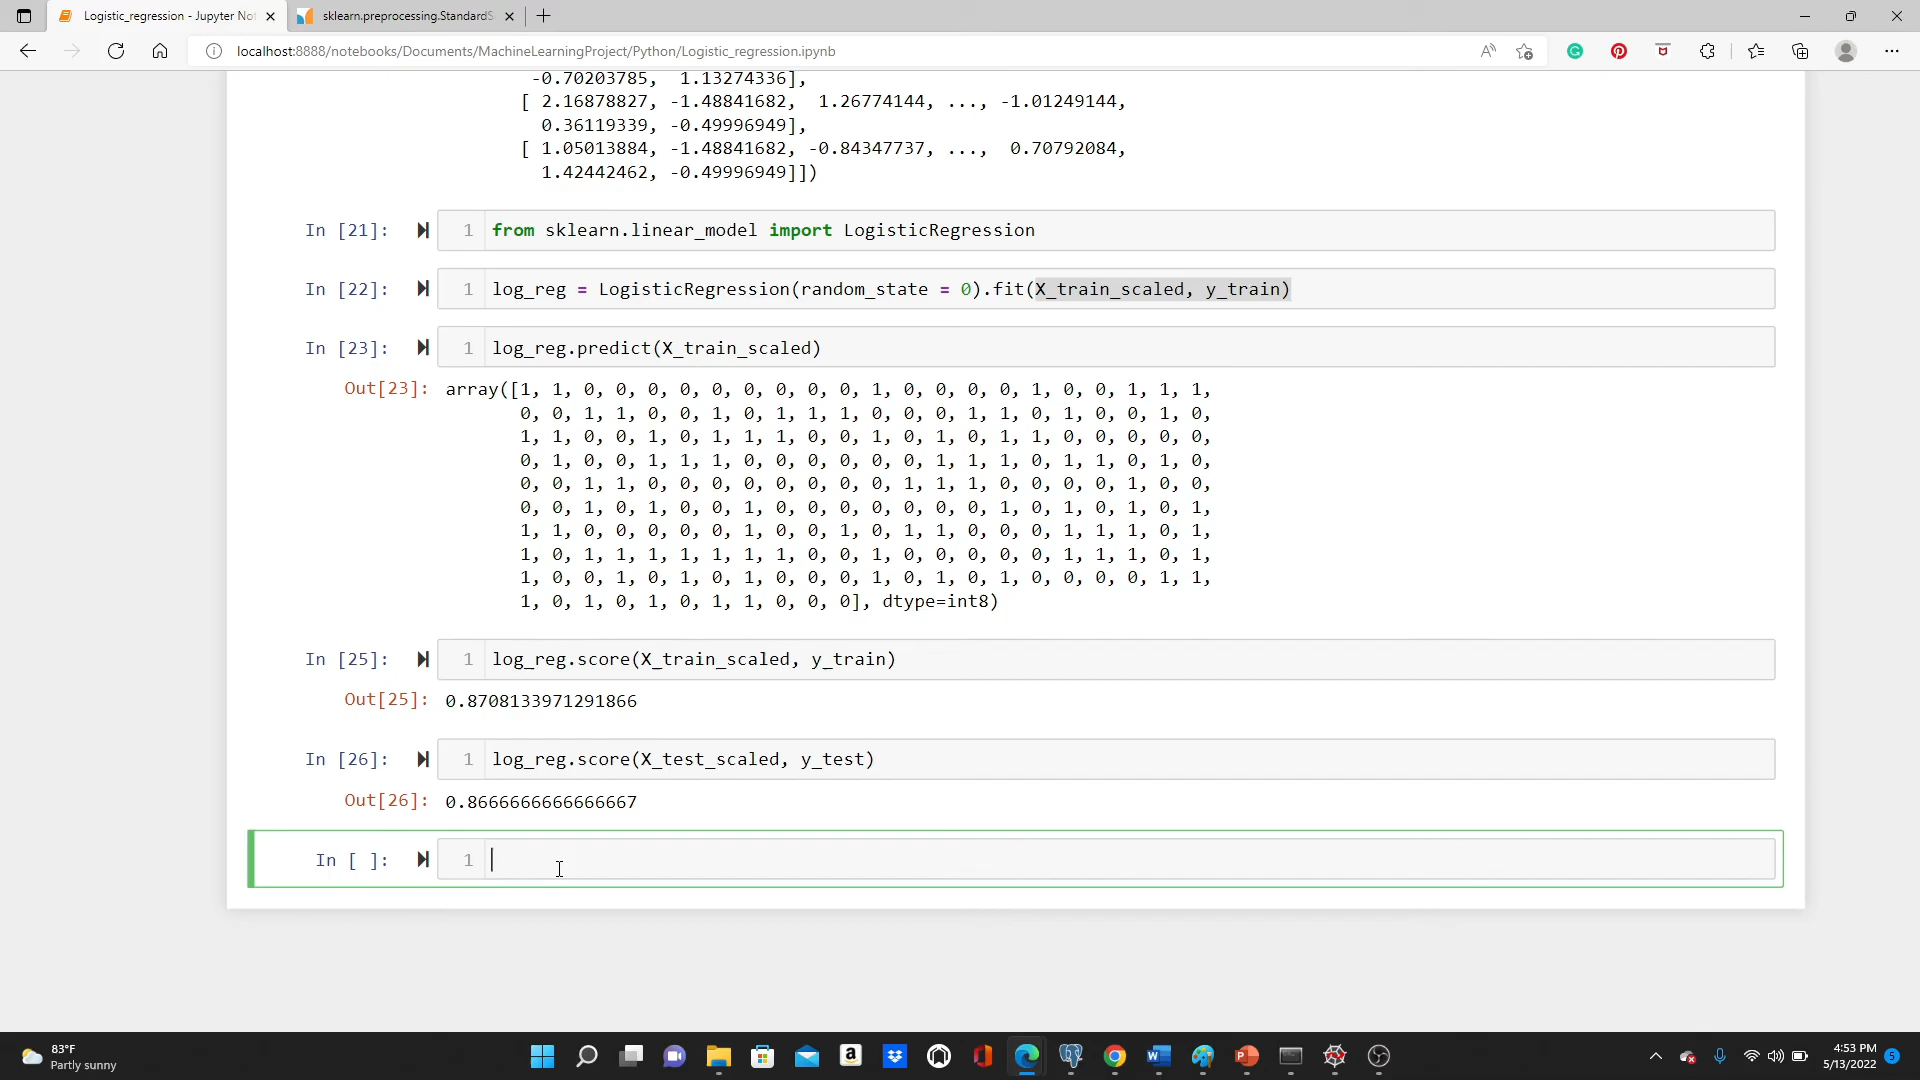 Logistic_regression - Jupyter Not
sklearn.preprocessing.StandardS
localhost:8888/notebooks/Documents/MachineLearningProject/Python/Logistic_regression.ipynb
-0.70203785, 1.13274336],
[ 2.16878827, -1.48841682, 1.26774144, ..., -1.01249144,
0.36119339, -0.49996949],
[ 1.05013884, -1.48841682, -0.84347737, ..., 0.70792084,
1.42442462, -0.49996949]])
In [21]: 1 from sklearn.linear_model import LogisticRegression
In [22]: 1 log_reg = LogisticRegression(random_state = 0).fit(X_train_scaled, y_train)
In [23]: 1 log_reg.predict(X_train_scaled)
Out[23]: array([1, 1, 0, 0, 0, 0, 0, 0, 0, 0, 0, 1, 0, 0, 0, 0, 1, 0, 0, 1, 1, 1,
0, 0, 1, 1, 0, 0, 1, 0, 1, 1, 1, 0, 0, 0, 1, 1, 0, 1, 0, 0, 1, 0,
1, 1, 0, 0, 1, 0, 1, 1, 1, 0, 0, 1, 0, 1, 0, 1, 1, 0, 0, 0, 0, 0,
0, 1, 0, 0, 1, 1, 1, 0, 0, 0, 0, 0, 0, 1, 1, 1, 0, 1, 1, 0, 1, 0,
0, 0, 1, 1, 0, 0, 0, 0, 0, 0, 0, 0, 1, 1, 1, 0, 0, 0, 0, 1, 0, 0,
0, 0, 1, 0, 1, 0, 0, 1, 0, 0, 0, 0, 0, 0, 0, 1, 0, 1, 0, 1, 0, 1,
1, 1, 0, 0, 0, 0, 0, 1, 0, 0, 1, 0, 1, 1, 0, 0, 0, 1, 1, 1, 0, 1,
1, 0, 1, 1, 1, 1, 1, 1, 1, 0, 0, 1, 0, 0, 0, 0, 0, 1, 1, 1, 0, 1,
1, 0, 0, 1, 0, 1, 0, 1, 0, 0, 0, 1, 0, 1, 0, 1, 0, 0, 0, 0, 1, 1,
1, 0, 1, 0, 1, 0, 1, 1, 0, 0, 0], dtype=int8)
In [25]: 1 log_reg.score(X_train_scaled, y_train)
Out[25]: 0.8708133971291866
In [26]: 1 log_reg.score(X_test_scaled, y_test)
Out[26]: 0.8666666666666667
In [ ]: 1
83°F
Partly sunny
4:53 PM
5/13/2022
5